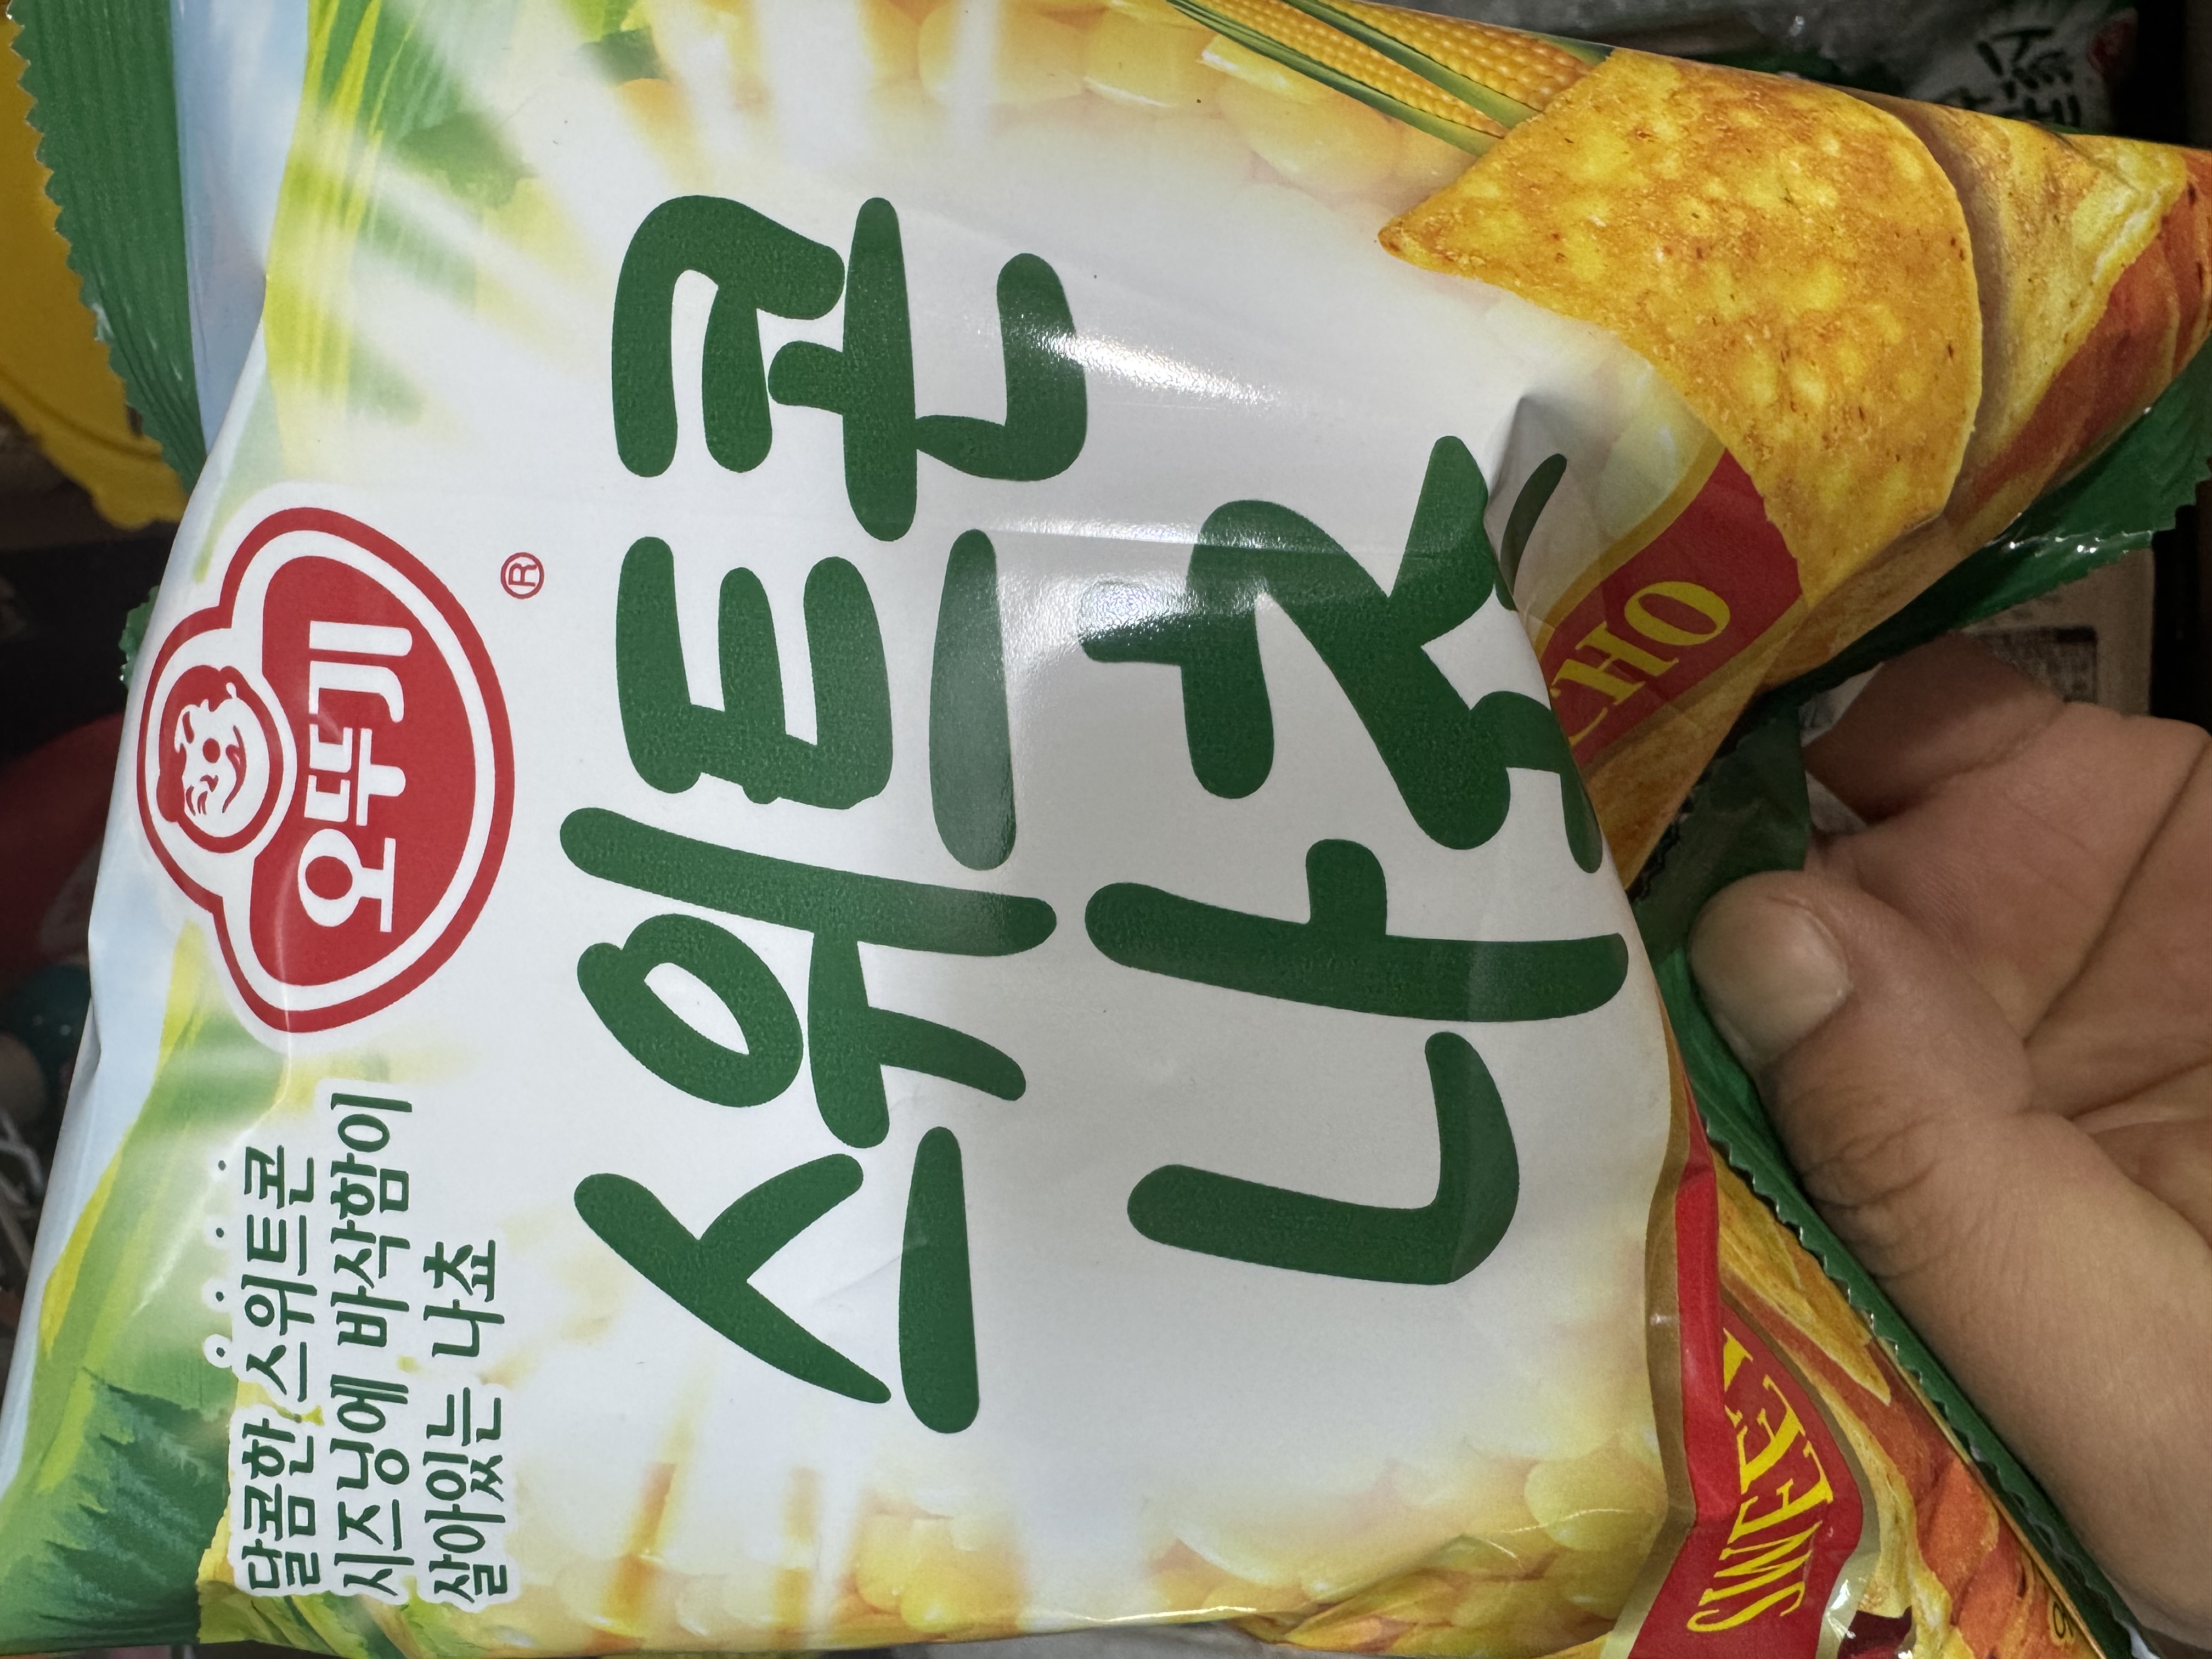 달콤한 스위트콘
시즈닝에 바삭함이
살아있는 나쵸
오뚜기
®
스위트콘
나쵸
SWEET
CHO